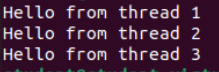 Hello from thread 1
Hello from thread 2
Hello from thread 3